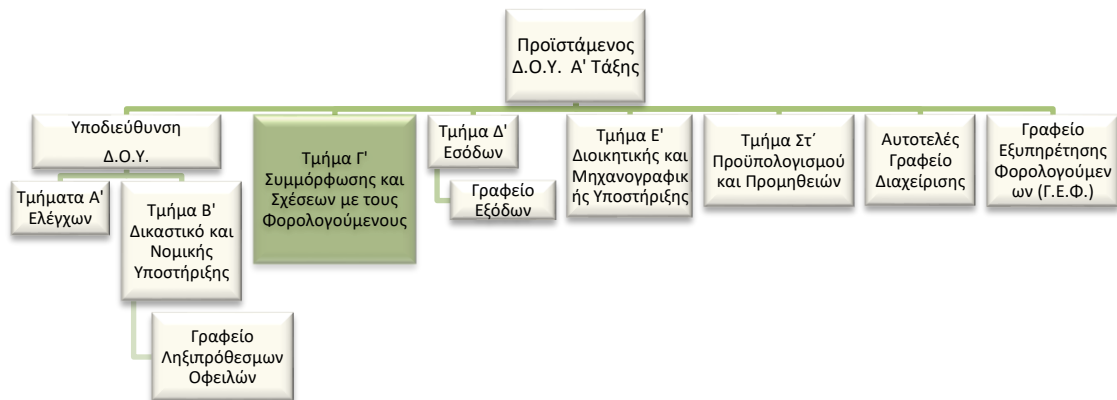 Προϊστάμενος
Δ.Ο.Υ. Α' Τάξης
Υποδιεύθυνση
Δ.Ο.Υ.
Τμήματα Α'
Ελέγχων
Τμήμα Β'
Δικαστικό και
Νομικής
Υποστήριξης
Γραφείο
Ληξιπρόθεσμων
Οφειλών
Τμήμα Γ'
Συμμόρφωσης και
Σχέσεων με τους
Φορολογούμενους
Τμήμα Δ'
Εσόδων
Γραφείο
Εξόδων
Τμήμα Ε'
Διοικητικής και
Μηχανογραφικ
ής Υποστήριξης
Τμήμα Στ΄
Προϋπολογισμού
και Προμηθειών
Αυτοτελές
Γραφείο
Διαχείρισης
Γραφείο
Εξυπηρέτησης
Φορολογούμεν
ων (Γ.Ε.Φ.)